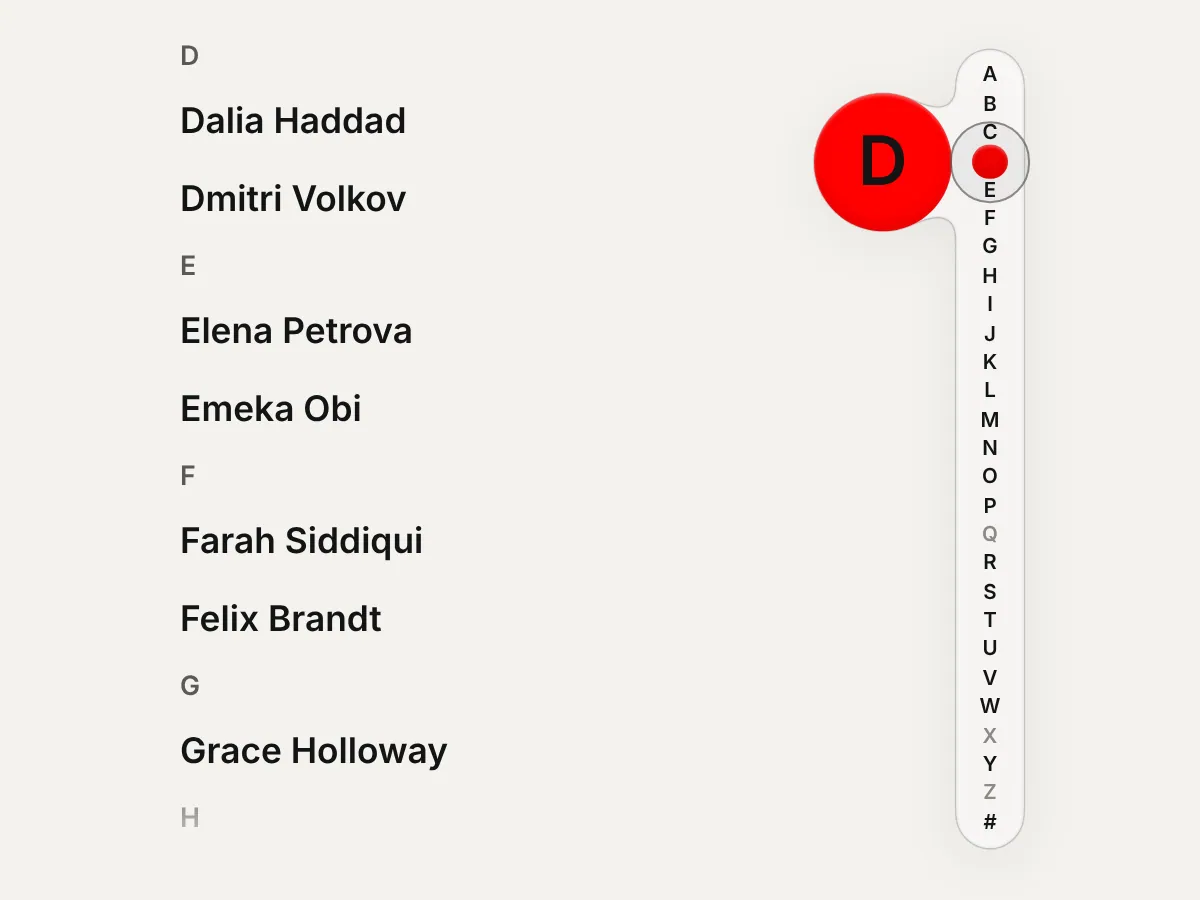 D
Dalia Haddad
Dmitri Volkov
E
Elena Petrova
Emeka Obi
F
Farah Siddiqui
Felix Brandt
G
Grace Holloway
H
D
A
B
C
E
F
G
H
I
J
K
L
M
N
O
P
Q
R
S
T
U
V
W
X
Y
Z
#